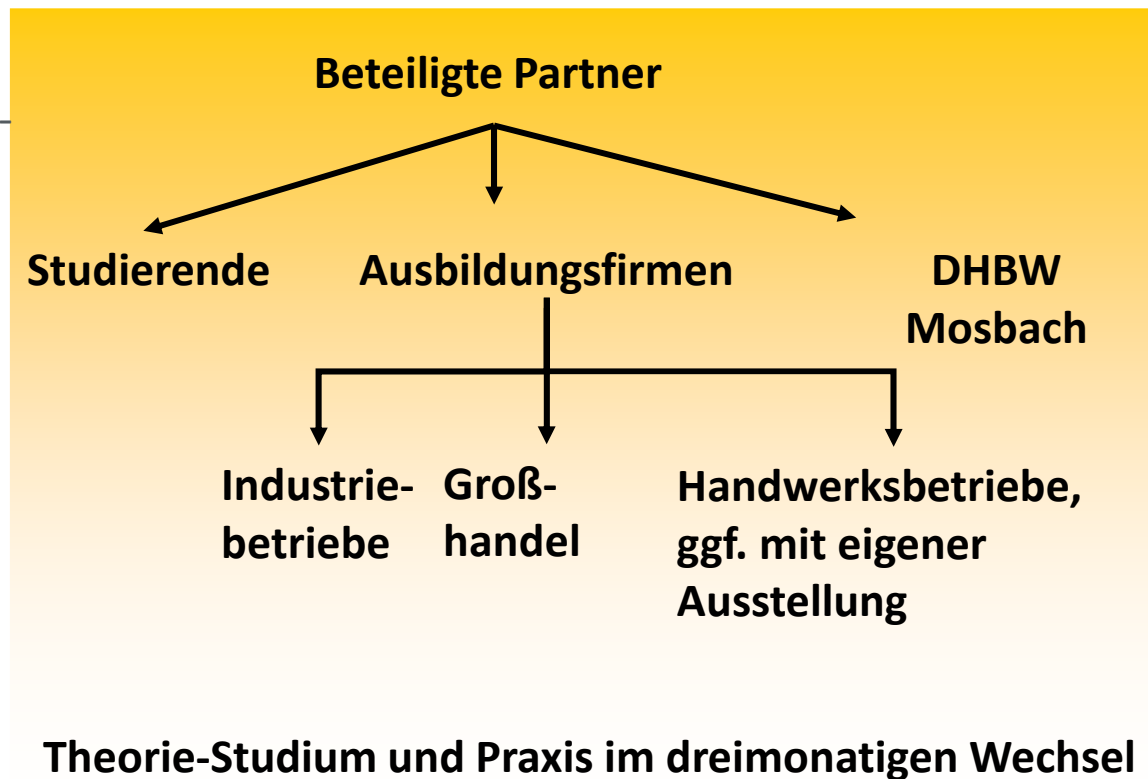 Beteiligte Partner
Studierende
Ausbildungsfirmen
DHBW
Mosbach
Industrie-
betriebe
Groß-
handel
Handwerksbetriebe,
ggf. mit eigener
Ausstellung
Theorie-Studium und Praxis im dreimonatigen Wechsel